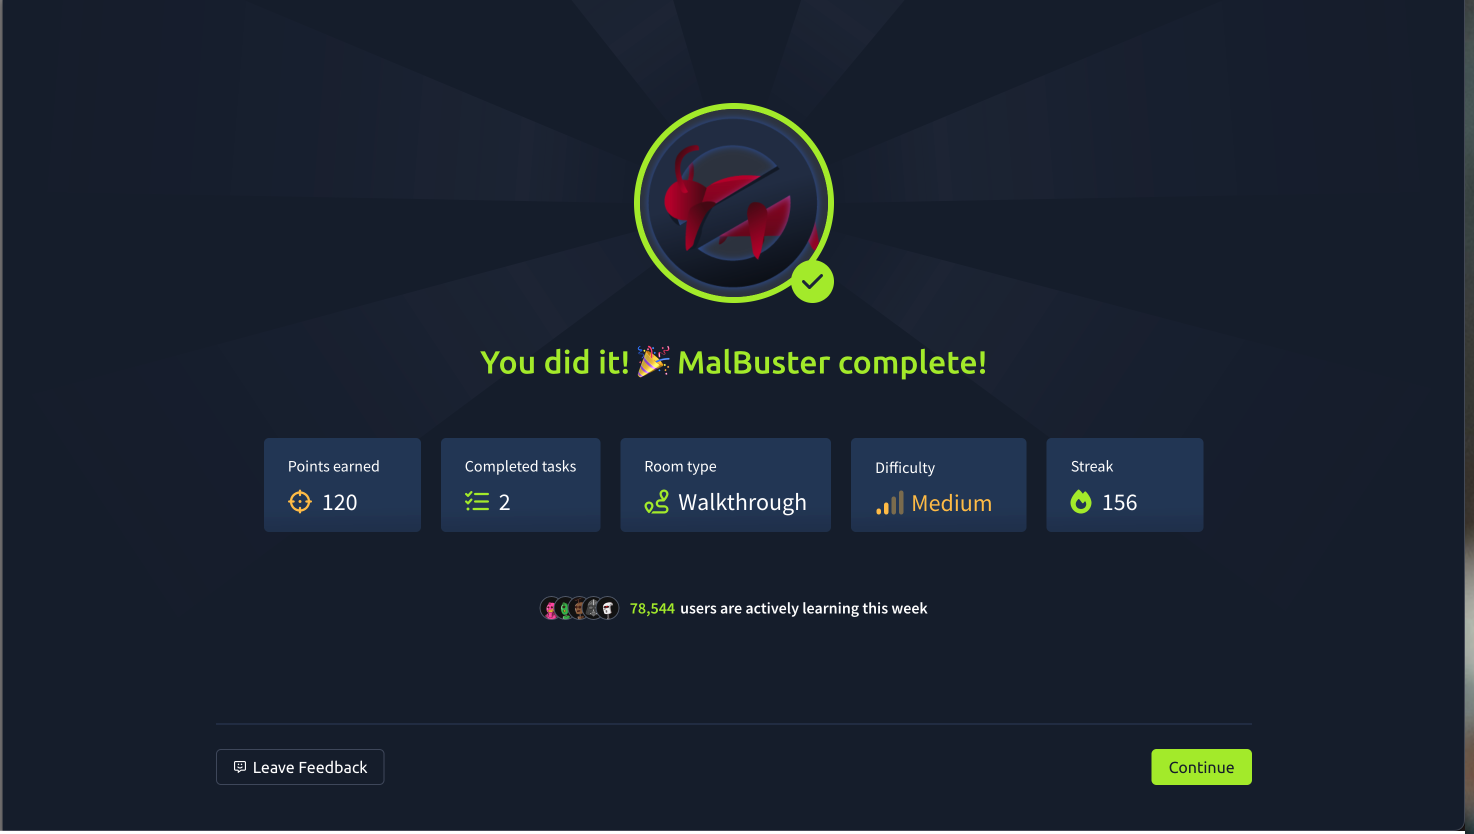 You did it! 🎉 MalBuster complete!
Points earned
120
Completed tasks
2
Room type
Walkthrough
Difficulty
Medium
Streak
156
78,544 users are actively learning this week
Leave Feedback
Continue